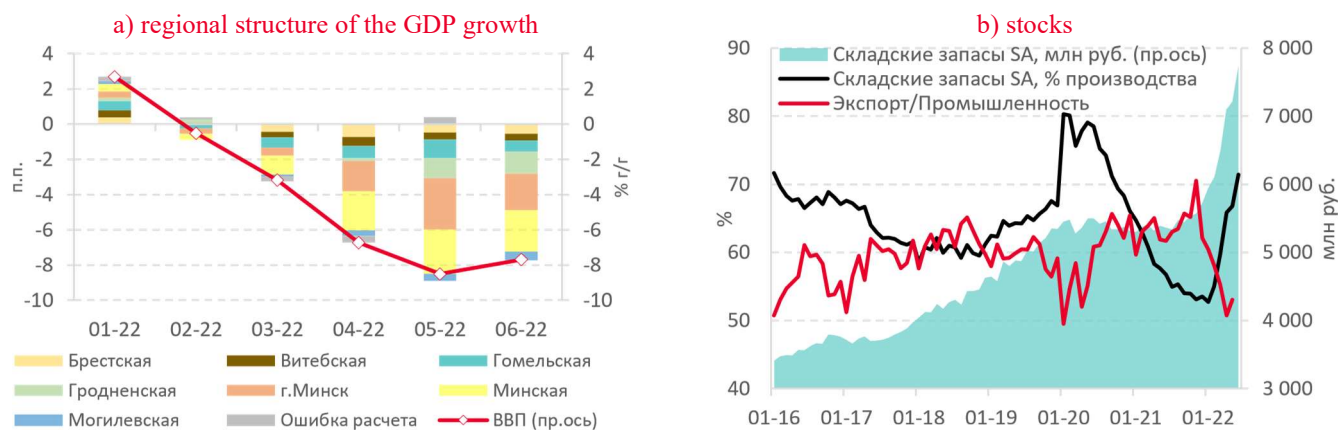 a) regional structure of the GDP growth
4
2
0
-2
-4
-6
-8
-10
п.п.
4
2
0
-2
-4
-6
-8
-10
% г/г
01-22 02-22 03-22 04-22 05-22 06-22
Брестская Витебская Гомельская
Гродненская г.Минск Минская
Могилевская Ошибка расчета ВВП (пр.ось)
b) stocks
90
80
70
60
50
40
%
Складские запасы SA, млн руб. (пр.ось)
Складские запасы SA, % производства
Экспорт/Промышленность
8 000
7 000
6 000
5 000
4 000
3 000
млн руб.
01-16 01-17 01-18 01-19 01-20 01-21 01-22